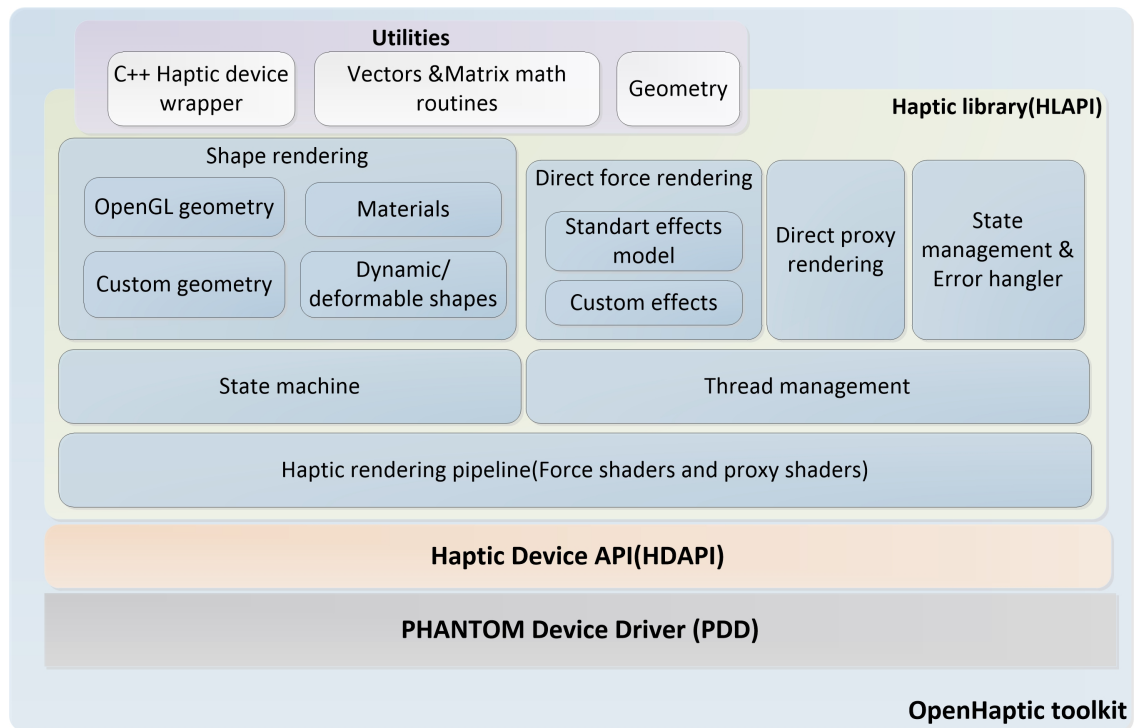 Utilities
C++ Haptic device
wrapper
Vectors &Matrix math
routines
Geometry
Haptic library(HLAPI)
Shape rendering
OpenGL geometry
Materials
Custom geometry
Dynamic/
deformable shapes
Direct force rendering
Standart effects
model
Custom effects
Direct proxy
rendering
State
management &
Error hangler
State machine
Thread management
Haptic rendering pipeline(Force shaders and proxy shaders)
Haptic Device API(HDAPI)
PHANTOM Device Driver (PDD)
OpenHaptic toolkit